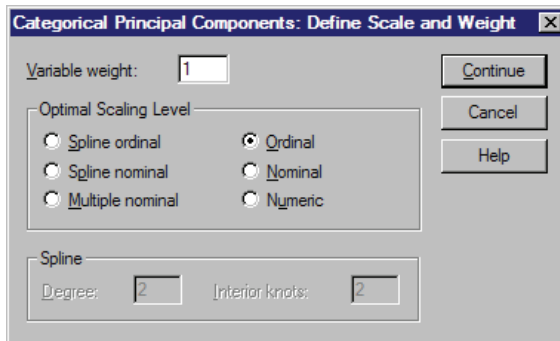 Categorical Principal Components: Define Scale and Weight
Variable weight: 1
Continue
Optimal Scaling Level
Cancel
Spline ordinal Ordinal
Help
Spline nominal Nominal
Multiple nominal Numeric
Spline
Degree: 2 Interior knots: 2